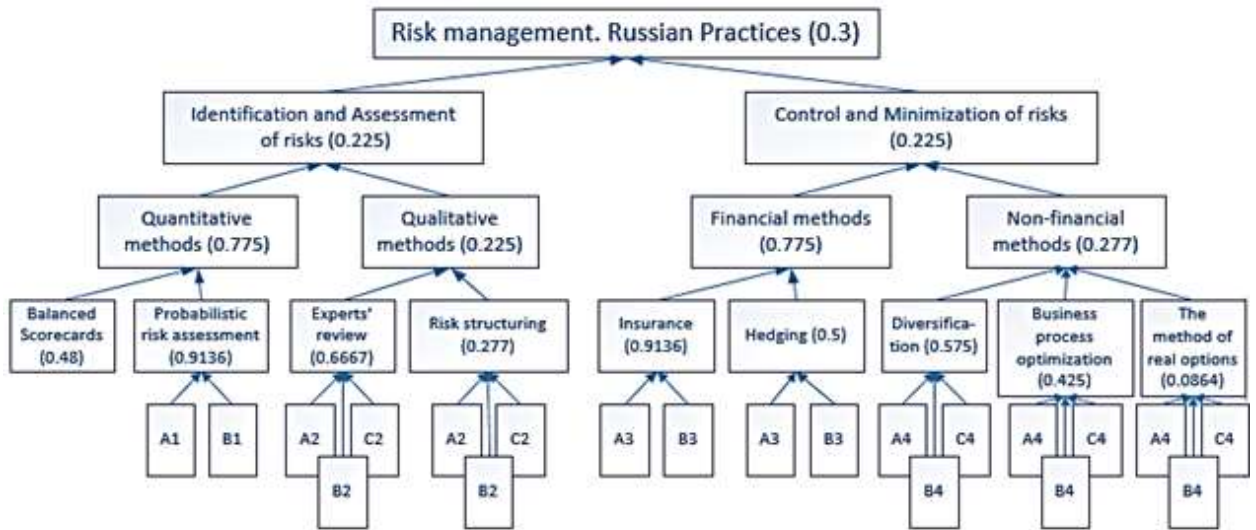 Risk management. Russian Practices (0.3)
Identification and Assessment
of risks (0.225)
Control and Minimization of risks
(0.225)
Quantitative
methods (0.775)
Qualitative
methods (0.225)
Financial methods
(0.775)
Non-financial
methods (0.277)
Balanced
Scorecards
(0.48)
Probabilistic
risk assessment
(0.9136)
Experts'
review
(0.6667)
Risk structuring
(0.277)
Insurance
(0.9136)
Hedging (0.5)
Diversifica-
tion (0.575)
Business
process
optimization
(0.425)
The
method of
real options
(0.0864)
A1
B1
A2
B2
C2
A2
B2
C2
A3
B3
A3
B3
A4
B4
C4
A4
B4
C4
A4
B4
C4